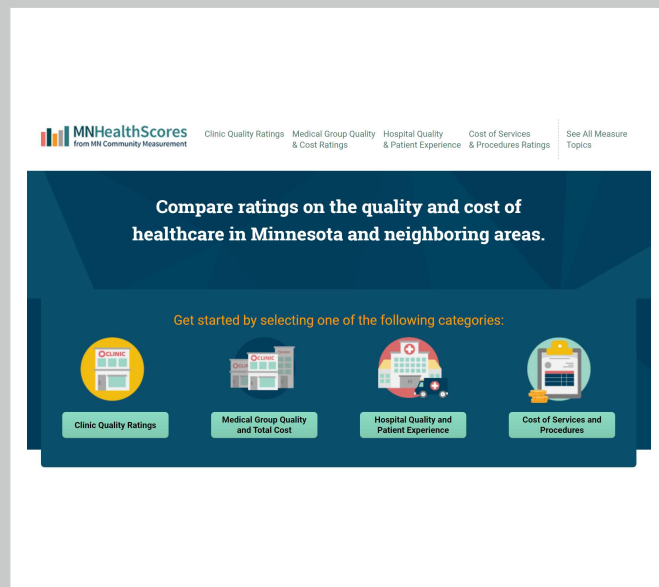 MNHealthScores
from MN Community Measurement
Clinic Quality Ratings
Medical Group Quality
& Cost Ratings
Hospital Quality
& Patient Experience
Cost of Services
& Procedures Ratings
See All Measure
Topics
Compare ratings on the quality and cost of
healthcare in Minnesota and neighboring areas.
Get started by selecting one of the following categories:
CLINIC
CLINIC
Clinic Quality Ratings
Medical Group Quality
and Total Cost
Hospital Quality and
Patient Experience
Cost of Services and
Procedures